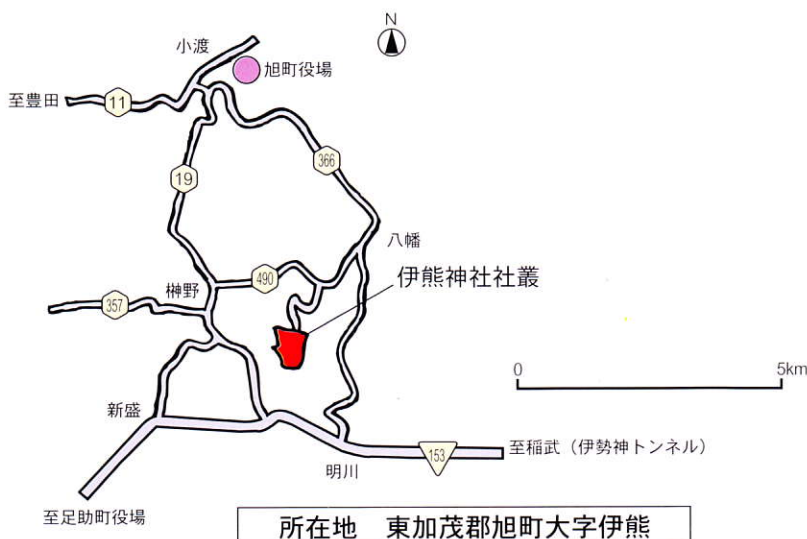 N
小渡
旭町役場
至豊田
11
366
19
八幡
伊熊神社社叢
490
榊野
357
0
5km
新盛
153
至稲武（伊勢神トンネル）
明川
至足助町役場
所在地　東加茂郡旭町大字伊熊